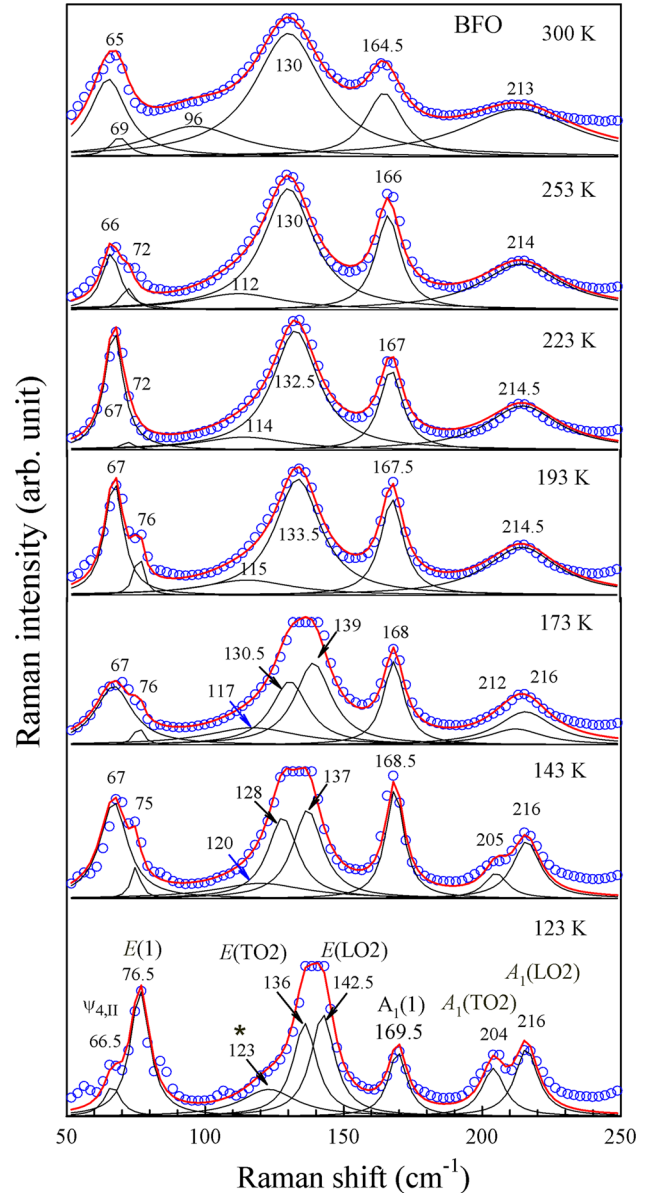 BFO
300 K
65
69
96
130
164.5
213
253 K
66
72
112
130
166
214
223 K
67
72
114
132.5
167
214.5
193 K
67
76
115
133.5
167.5
214.5
173 K
67
76
117
130.5
139
168
212
216
143 K
67
75
120
128
137
168.5
205
216
123 K
ψ4,II
66.5
E(1)
76.5
*
123
E(TO2)
136
E(LO2)
142.5
A1(1)
169.5
A1(TO2)
204
A1(LO2)
216
50 100 150 200 250
Raman shift (cm-1)
Raman intensity (arb. unit)